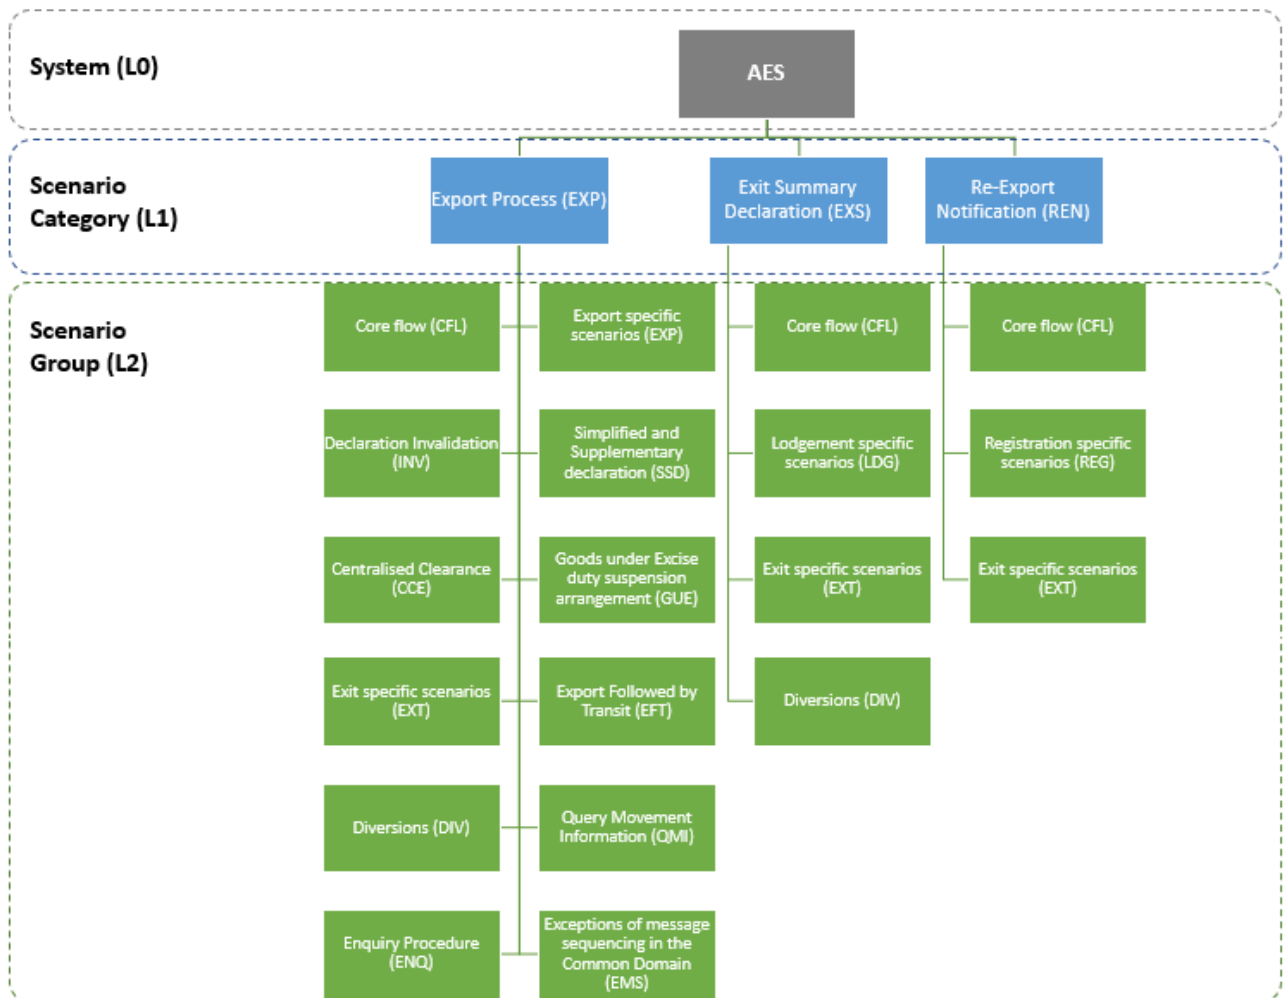 System (L0)
AES
Scenario
Category (L1)
Export Process (EXP)
Exit Summary
Declaration (EXS)
Re-Export
Notification (REN)
Scenario
Group (L2)
Core flow (CFL)
Export specific
scenarios (EXP)
Core flow (CFL)
Core flow (CFL)
Declaration Invalidation
(INV)
Simplified and
Supplementary
declaration (SSD)
Lodgement specific
scenarios (LDG)
Registration specific
scenarios (REG)
Centralised Clearance
(CCE)
Goods under Excise
duty suspension
arrangement (GUE)
Exit specific scenarios
(EXT)
Exit specific scenarios
(EXT)
Exit specific scenarios
(EXT)
Export Followed by
Transit (EFT)
Diversions (DIV)
Diversions (DIV)
Query Movement
Information (QMI)
Enquiry Procedure
(ENQ)
Exceptions of message
sequencing in the
Common Domain
(EMS)